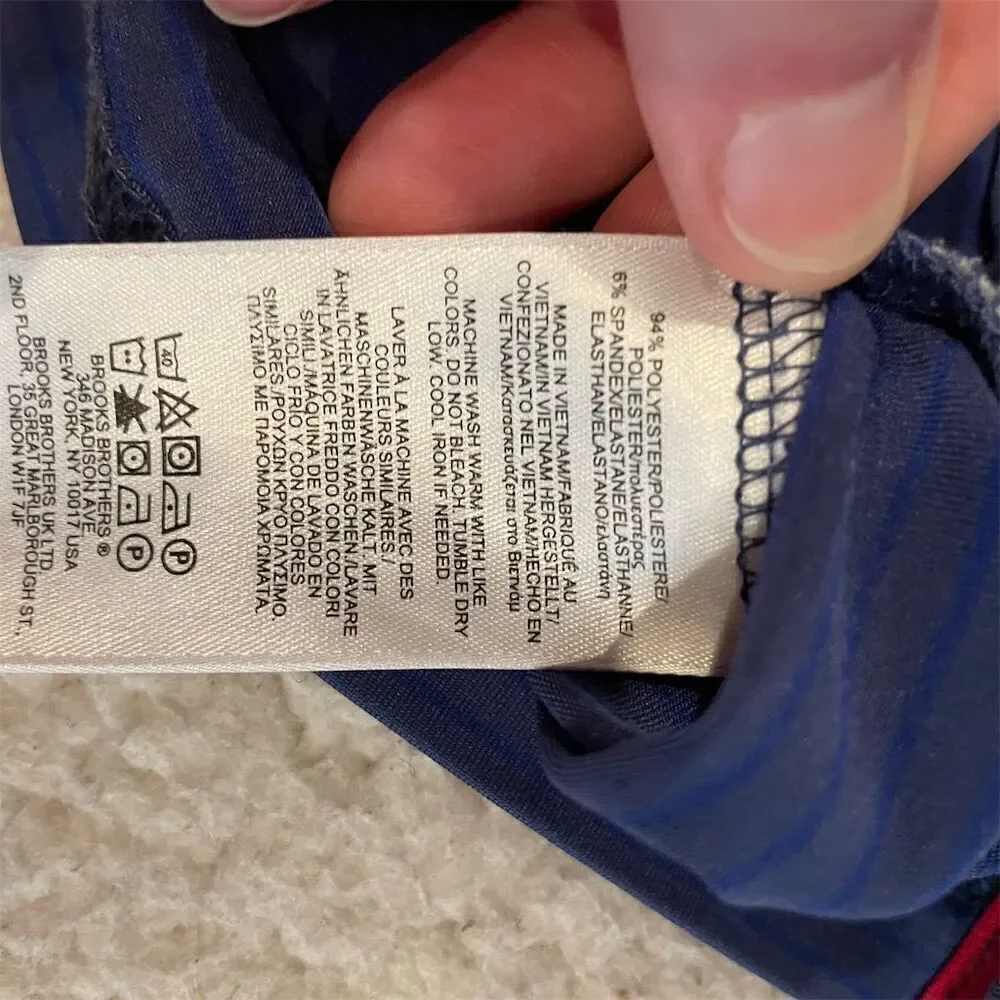 94% POLYESTER/POLIESTERE/
POLIESTER/πολυεστέρας
6% SPANDEX/ELASTANE/ELASTHANNE/
ELASTHAN/ELASTANO/ελαστανη
MADE IN VIETNAM/FABRIQUÉ AU
VIETNAM/IN VIETNAM HERGESTELLT/
CONFEZIONATO NEL VIETNAM/HECHO EN
VIETNAM/Κατασκευάζεται στο Βιετνάμ
MACHINE WASH WARM WITH LIKE
COLORS. DO NOT BLEACH. TUMBLE DRY
LOW. COOL IRON IF NEEDED
LAVER À LA MACHINE AVEC DES
COULEURS SIMILAIRES./
MASCHINENWÄSCHE KALT. MIT
ÄHNLICHEN FARBEN WASCHEN./LAVARE
IN LAVATRICE FREDDO CON COLORI
SIMILI./MÁQUINA DE LAVADO EN
CICLO FRIO Y CON COLORES
SIMILARES./ΡΟΥΧΩΝ ΚΡΥΟ ΠΛΥΣΙΜΟ.
ΠΛΥΣΙΜΟ ΜΕ ΠΑΡΟΜΟΙΑ ΧΡΩΜΑΤΑ.
40 P
P
BROOKS BROTHERS®
346 MADISON AVE
NEW YORK, NY 10017 USA
BROOKS BROTHERS UK LTD
2ND FLOOR, 35 GREAT MARLBOROUGH ST.,
LONDON W1F 7JF